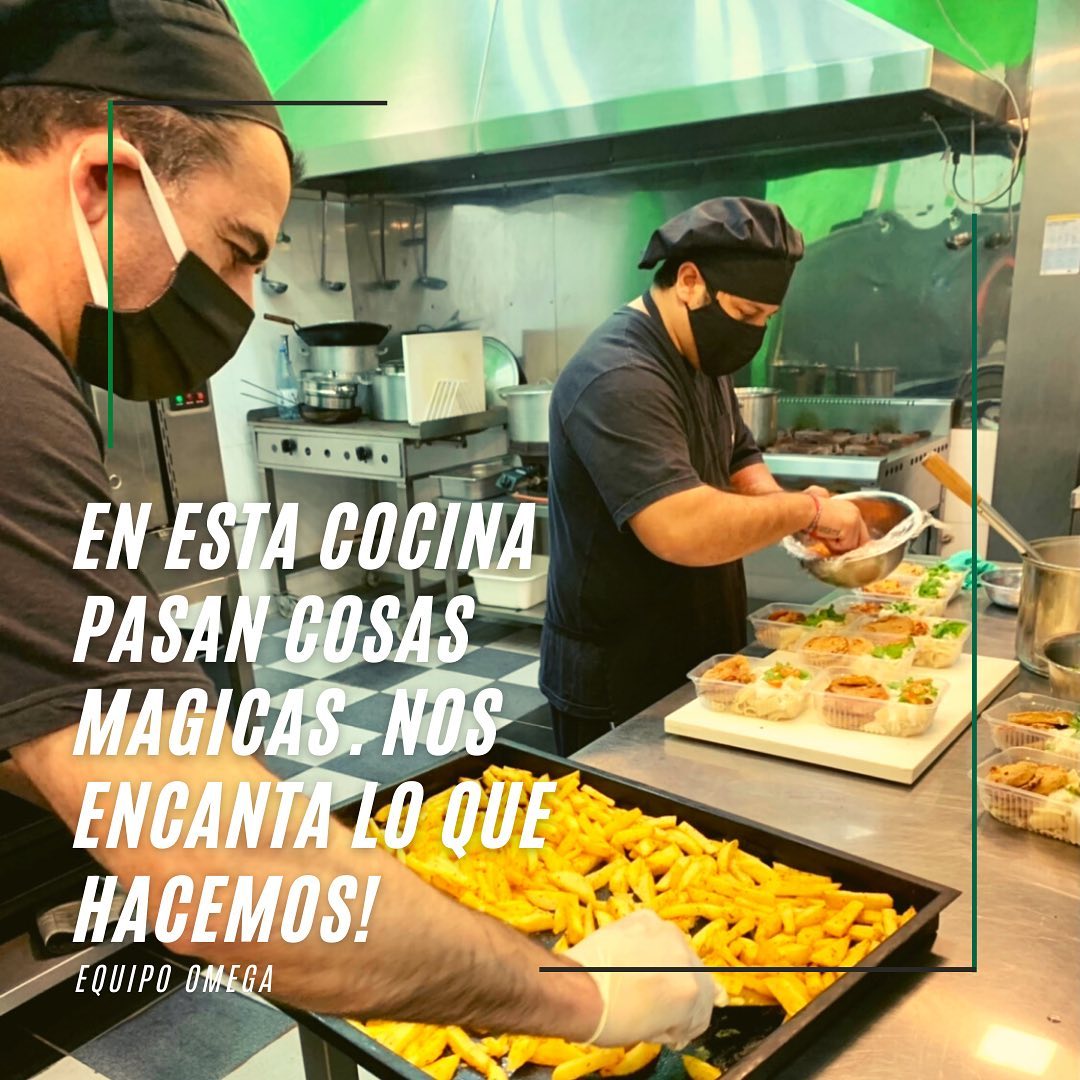 EN ESTA COCINA
PASAN COSAS
MAGICAS. NOS
ENCANTA LO QUE
HACEMOS!
EQUIPO OMEGA